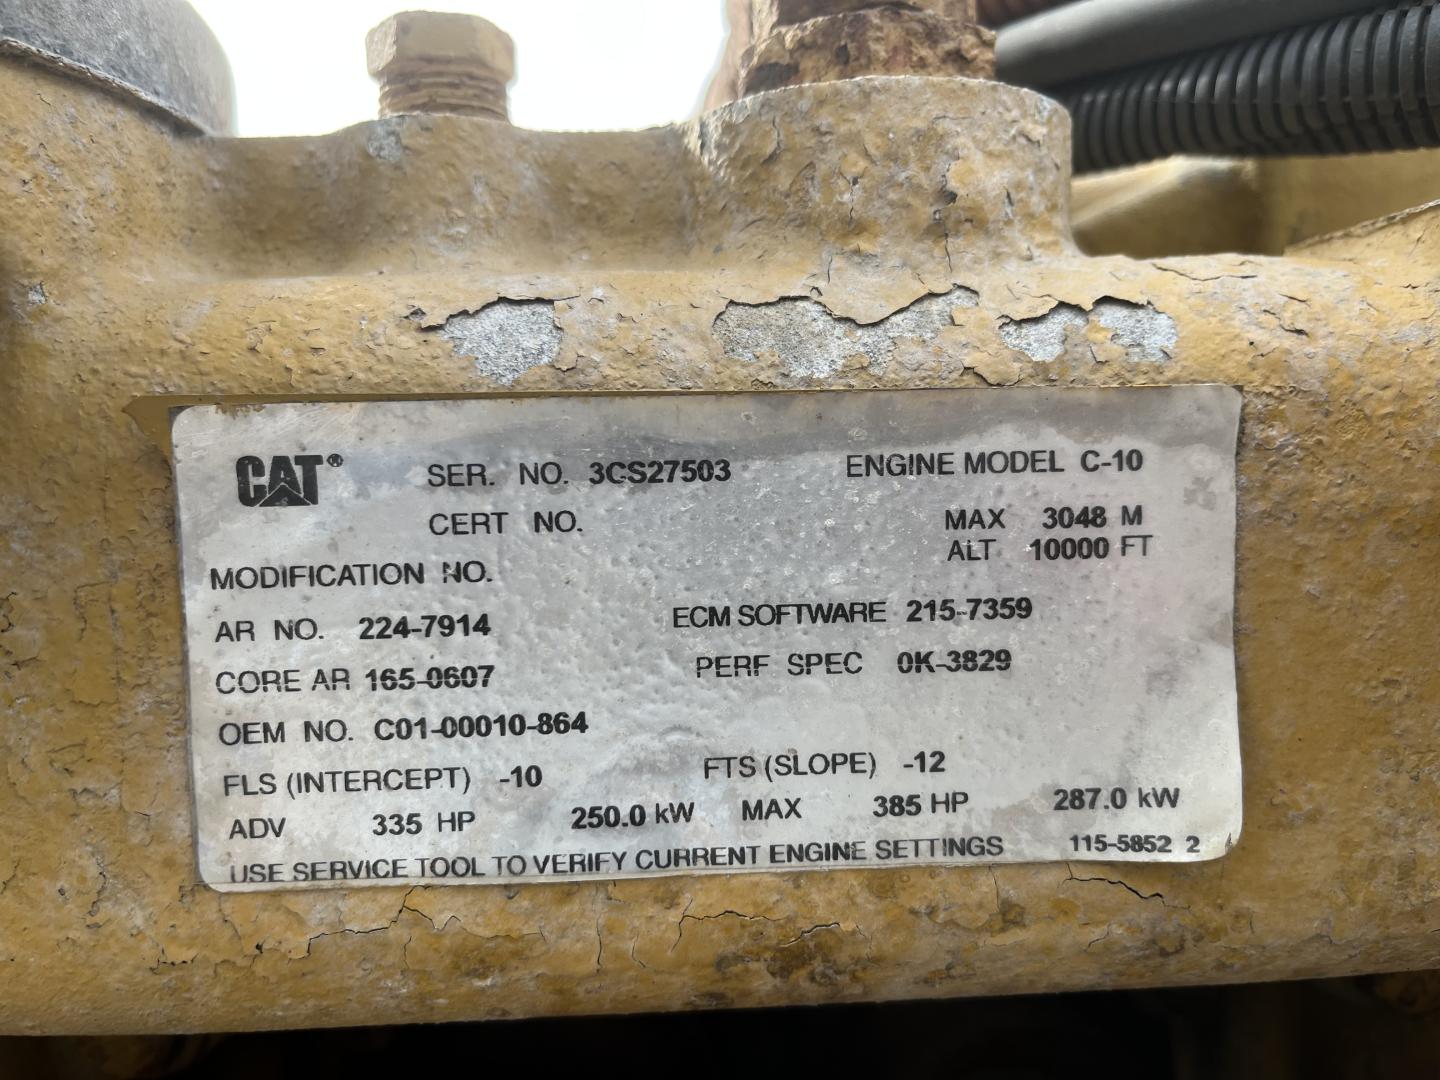 CAT® SER. NO. 3CS27503 ENGINE MODEL C-10
CERT NO. MAX 3048 M
ALT 10000 FT
MODIFICATION NO.
AR NO. 224-7914 ECM SOFTWARE 215-7359
CORE AR 165-0607 PERF SPEC 0K-3829
OEM NO. C01-00010-864
FLS (INTERCEPT) -10 FTS (SLOPE) -12
ADV 335 HP 250.0 kW MAX 385 HP 287.0 kW
USE SERVICE TOOL TO VERIFY CURRENT ENGINE SETTINGS 115-5852 2